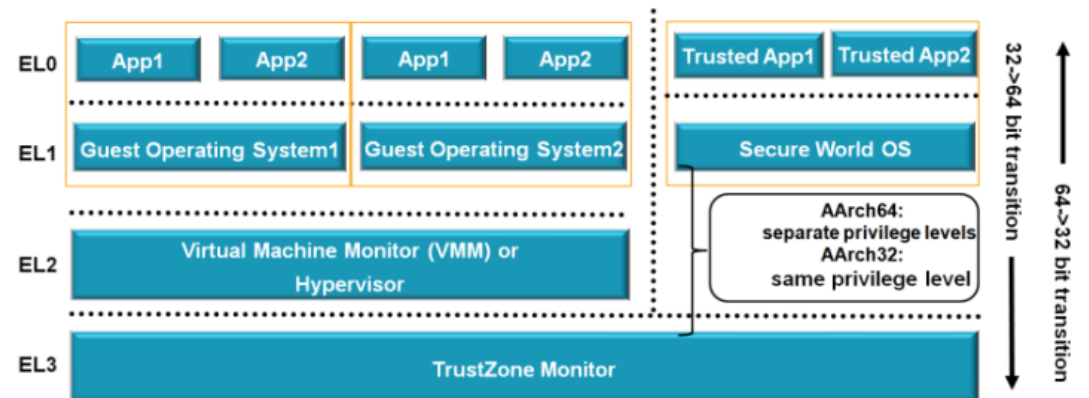 EL0
App1
App2
App1
App2
Trusted App1
Trusted App2
EL1
Guest Operating System1
Guest Operating System2
Secure World OS
AArch64:
separate privilege levels
AArch32:
same privilege level
EL2
Virtual Machine Monitor (VMM) or
Hypervisor
EL3
TrustZone Monitor
32->64 bit transition
64->32 bit transition